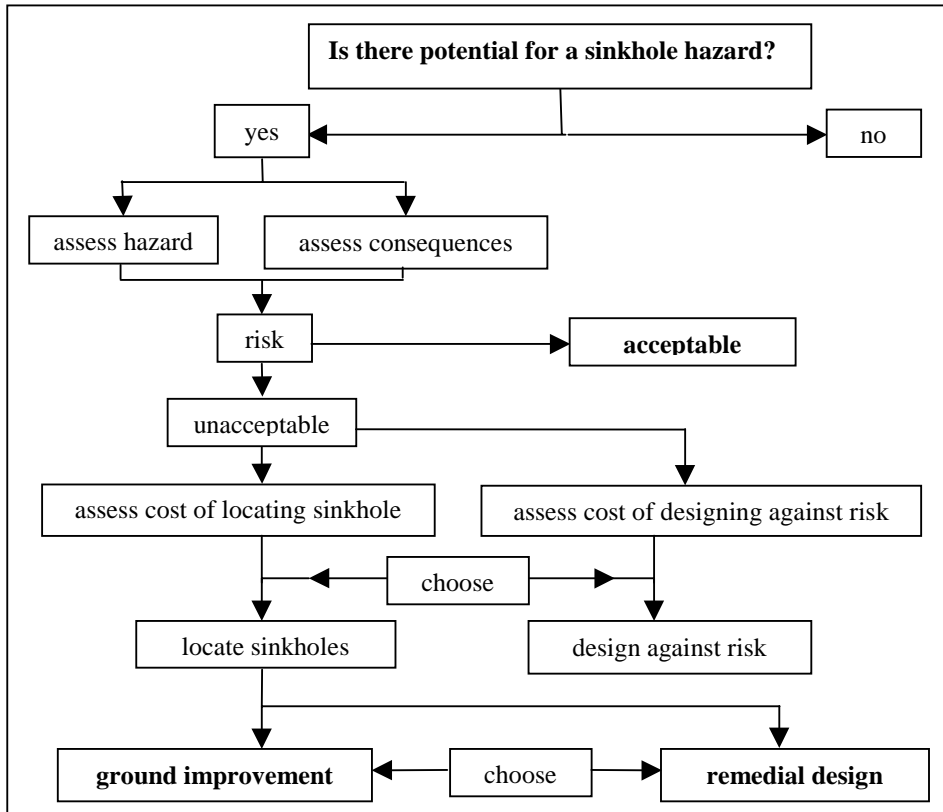 Is there potential for a sinkhole hazard?
yes
no
assess hazard
assess consequences
risk
acceptable
unacceptable
assess cost of locating sinkhole
assess cost of designing against risk
choose
locate sinkholes
design against risk
ground improvement
choose
remedial design